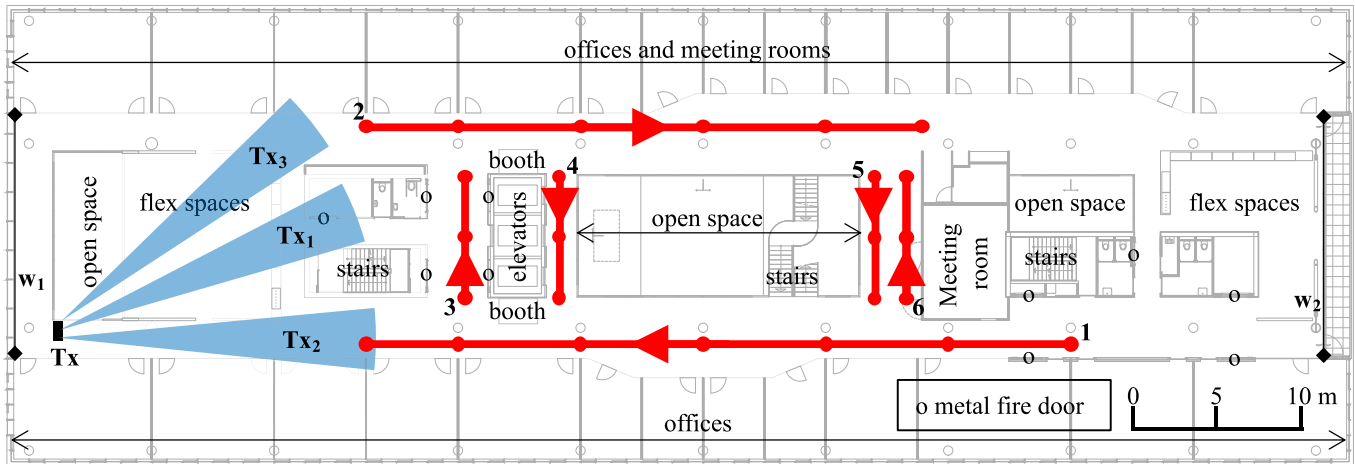 offices and meeting rooms
2
Tx3
booth
4
5
open space
flex spaces
o
o
o
elevators
open space
open space
flex spaces
Tx1
stairs
o
o
stairs
Meeting
room
stairs
o
w1
3
booth
6
o
o
w2
Tx
Tx2
1
o
o
o metal fire door
0
5
10 m
offices